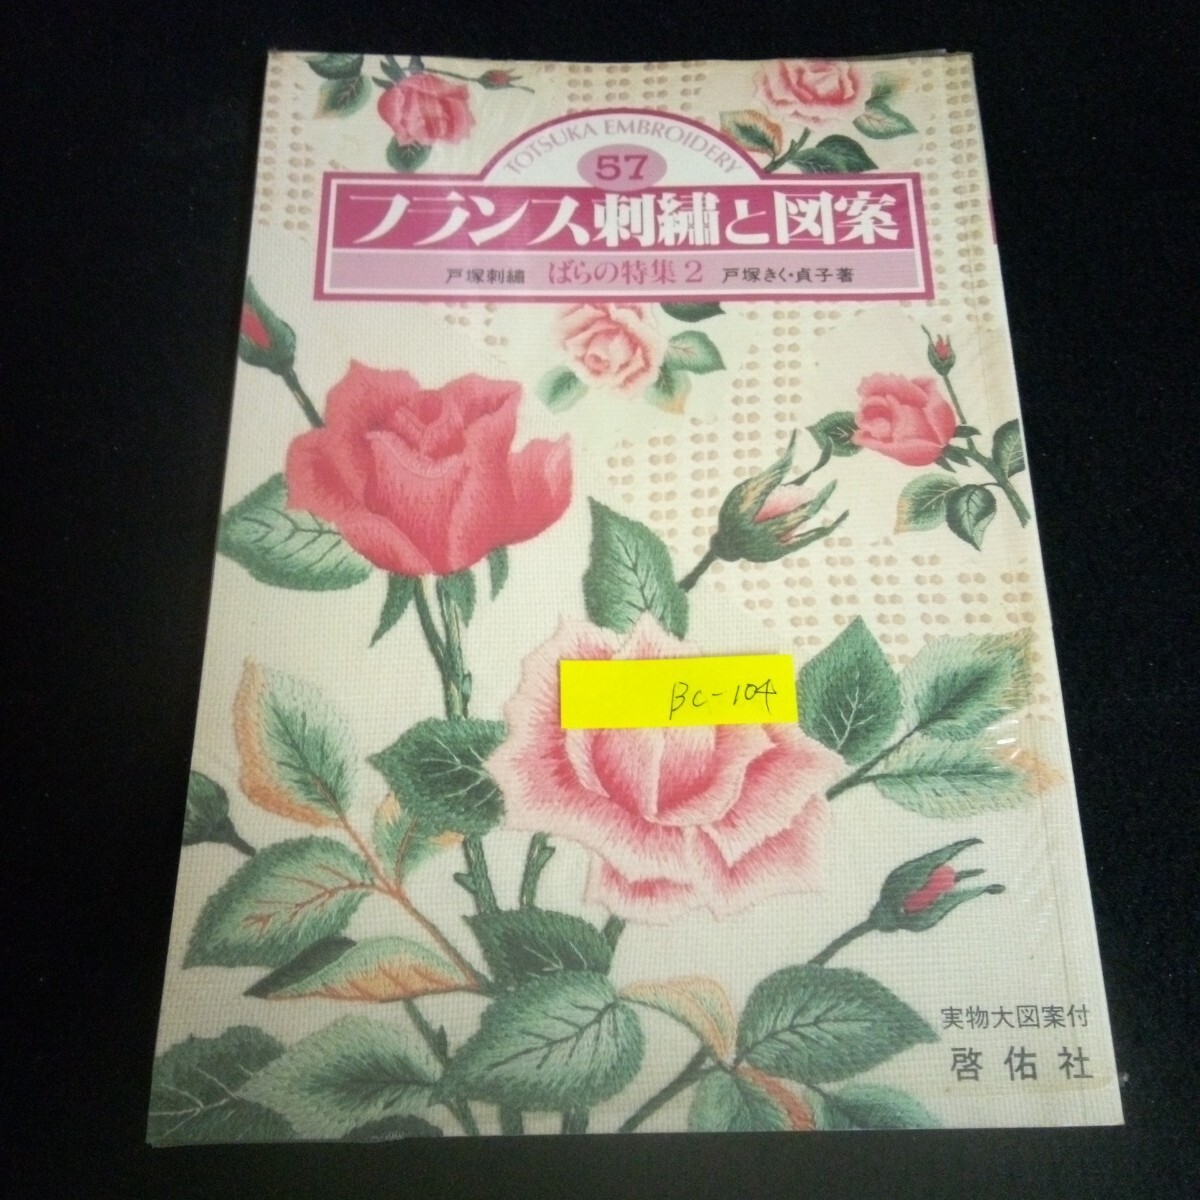 TOTSUKA EMBROIDERY
57
フランス刺繍と図案
戸塚刺繍 ばらの特集2 戸塚きく・貞子著
BC-104
実物大図案付
啓佑社